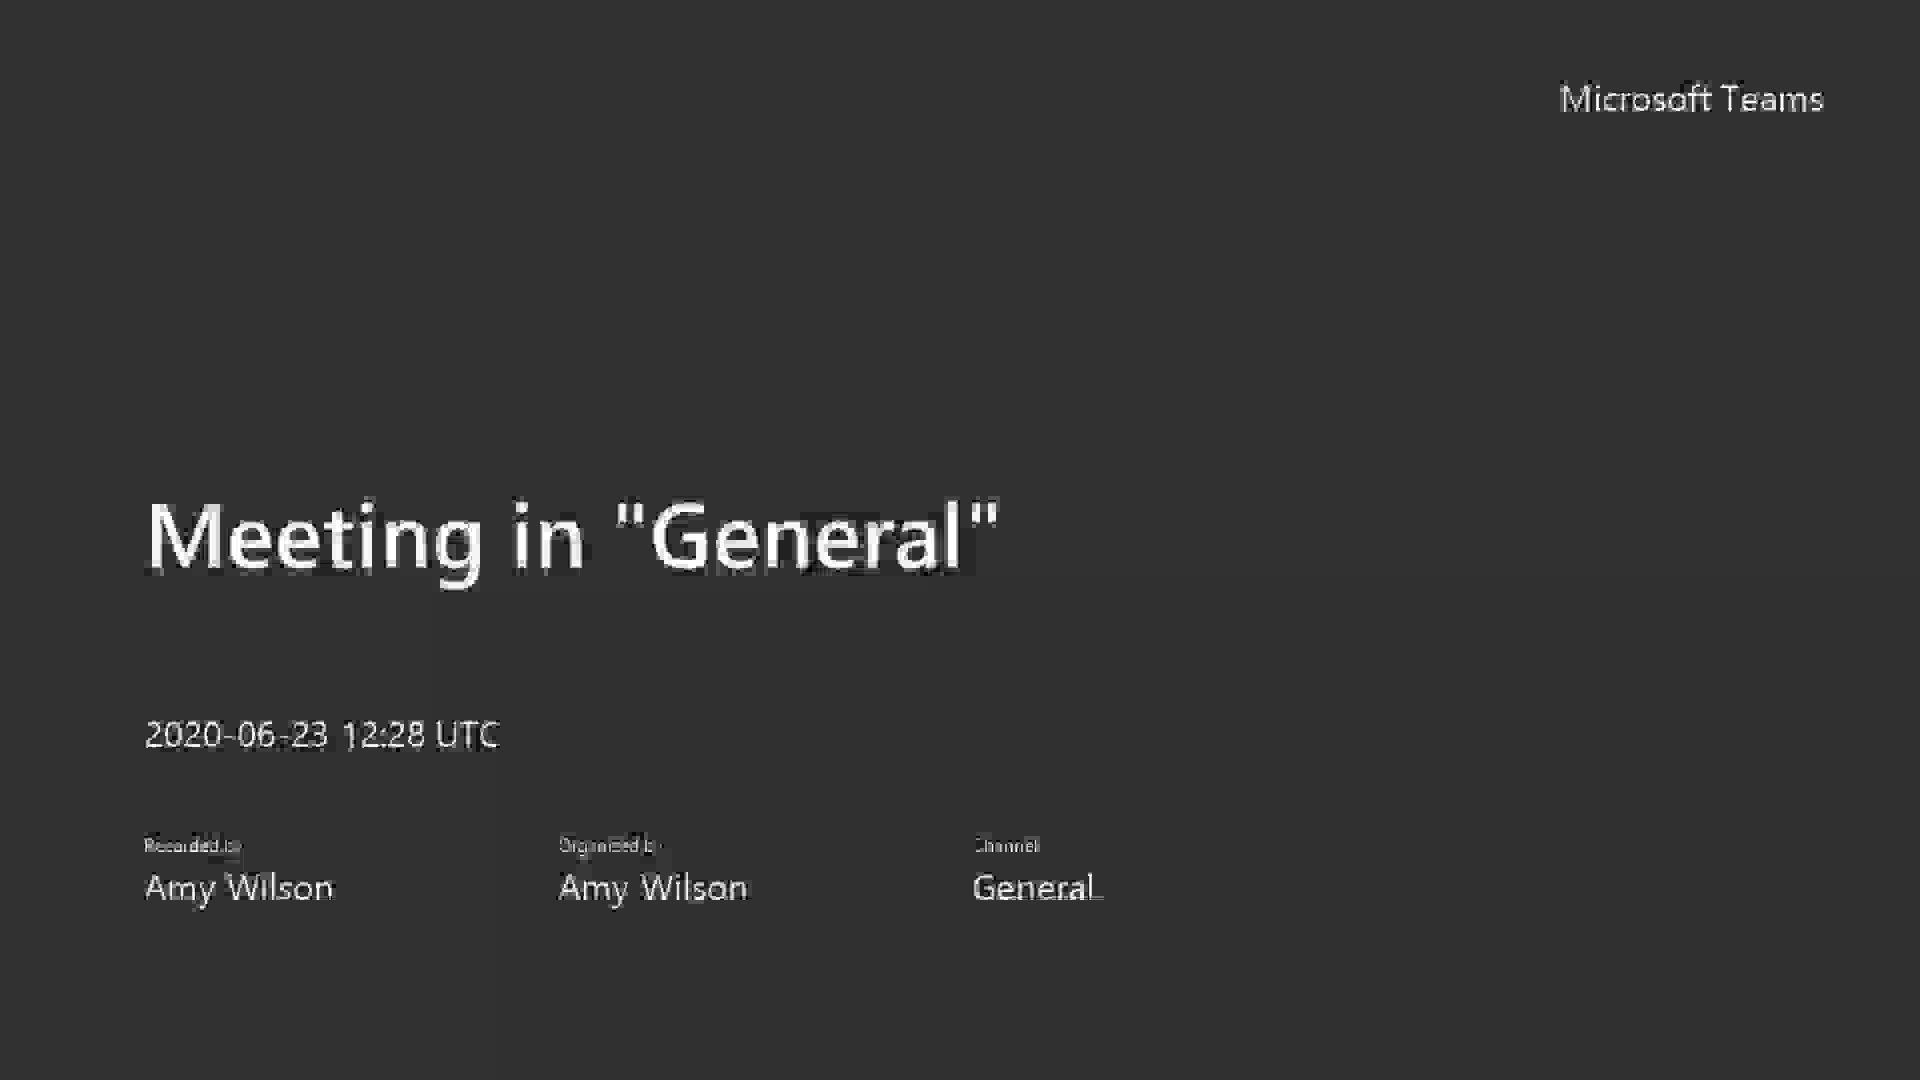 Microsoft Teams
Meeting in "General"
2020-06-23 12:28 UTC
Recorded by Organized by Channel
Amy Wilson Amy Wilson General